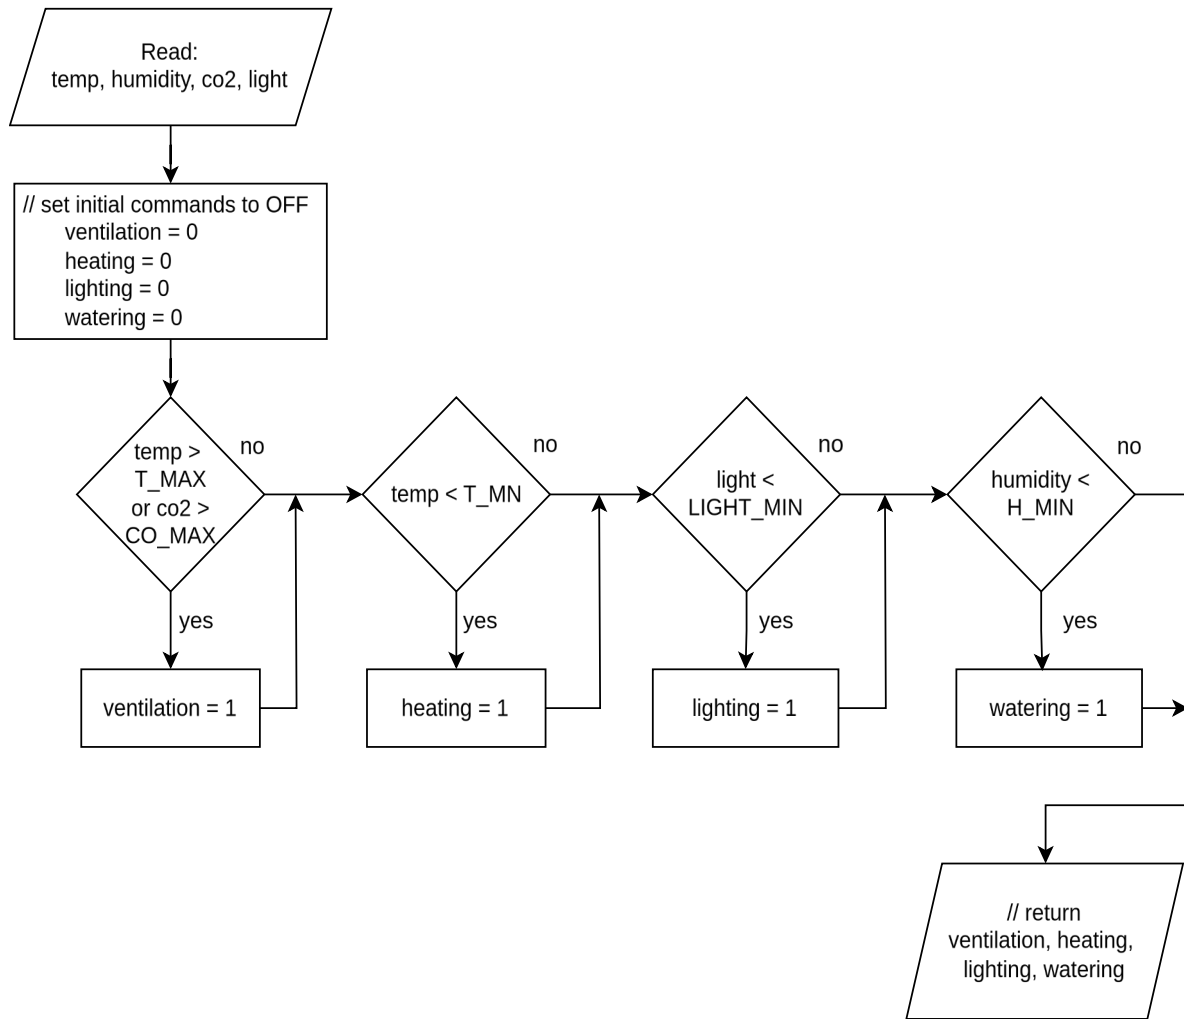 Read:
temp, humidity, co2, light
// set initial commands to OFF
ventilation = 0
heating = 0
lighting = 0
watering = 0
temp >
T_MAX
or co2 >
CO_MAX
no
yes
ventilation = 1
temp < T_MN
no
yes
heating = 1
light <
LIGHT_MIN
no
yes
lighting = 1
humidity <
H_MIN
no
yes
watering = 1
// return
ventilation, heating,
lighting, watering